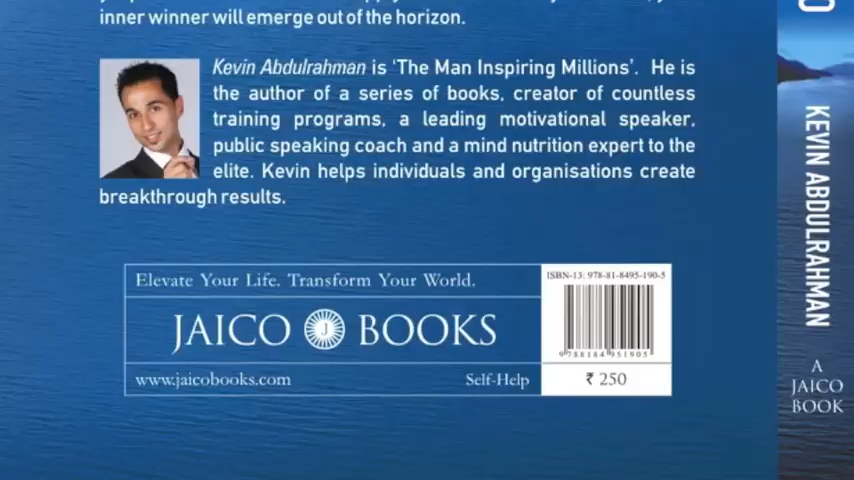 inner winner will emerge out of the horizon.
Kevin Abdulrahman is 'The Man Inspiring Millions'. He is
the author of a series of books, creator of countless
training programs, a leading motivational speaker,
public speaking coach and a mind nutrition expert to the
elite. Kevin helps individuals and organisations create
breakthrough results.
Elevate Your Life. Transform Your World.
JAICO J BOOKS
www.jaicobooks.com
Self-Help
ISBN-13: 978-81-8495-190-5
9788184951905
₹ 250
KEVIN ABDULRAHMAN
A
JAICO
BOOK